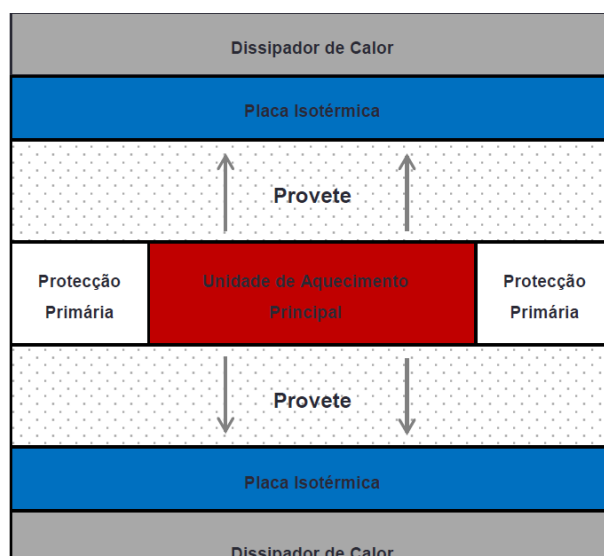 Dissipador de Calor
Placa Isotérmica
Provete
Protecção
Primária
Unidade de Aquecimento
Principal
Protecção
Primária
Provete
Placa Isotérmica
Dissipador de Calor